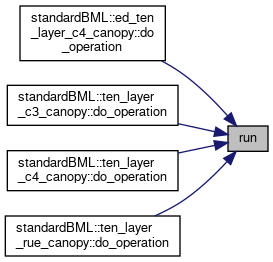 standardBML::ed_ten
_layer_c4_canopy::do
_operation
standardBML::ten_layer
_c3_canopy::do_operation
run
standardBML::ten_layer
_c4_canopy::do_operation
standardBML::ten_layer
_rue_canopy::do_operation